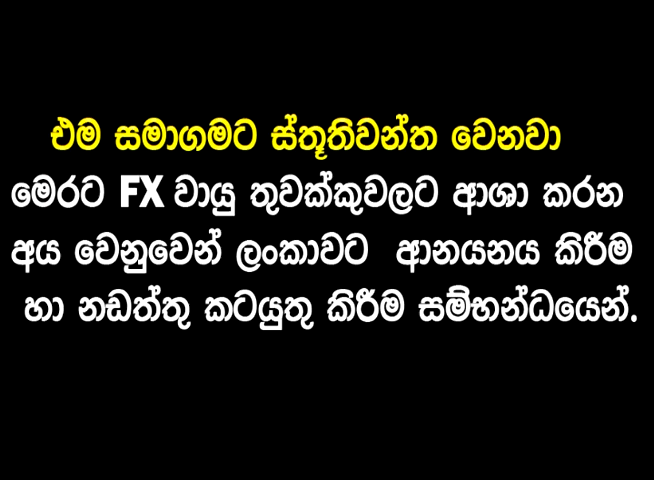 එම සමාගමට ස්තූතිවන්ත වෙනවා
මෙරට FX වායු තුවක්කුවලට ආශා කරන
අය වෙනුවෙන් ලංකාවට ආනයනය කිරීම
හා නඩත්තු කටයුතු කිරීම සම්භන්ධයෙන්.